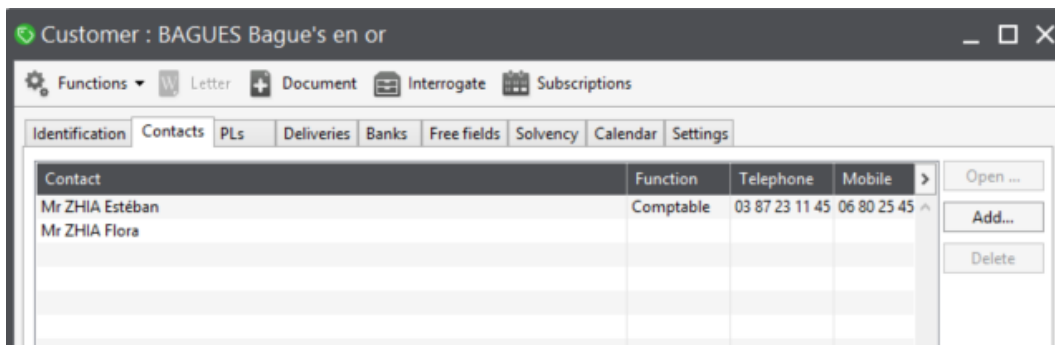 Customer : BAGUES Bague's en or
Functions Letter Document Interrogate Subscriptions
Identification Contacts PLs Deliveries Banks Free fields Solvency Calendar Settings
Contact Function Telephone Mobile > Open ...
Mr ZHIA Estéban Comptable 03 87 23 11 45 06 80 25 45 Add...
Mr ZHIA Flora
Delete